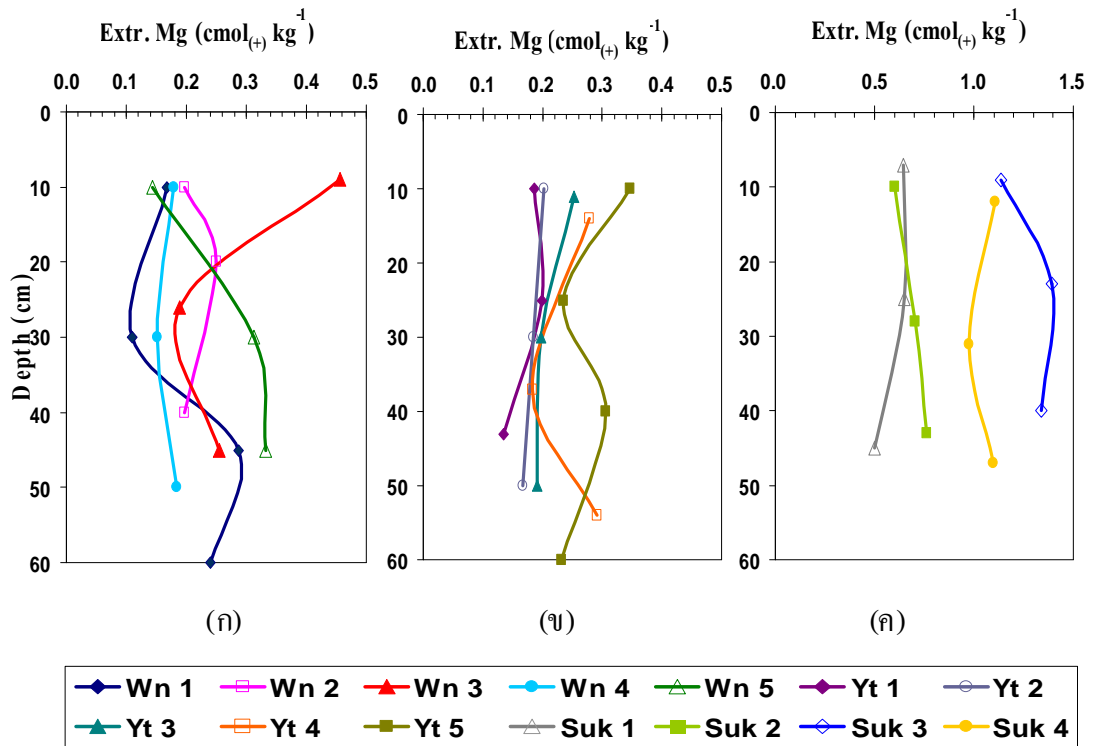 Extr. Mg (cmol(+) kg-1) Extr. Mg (cmol(+) kg-1) Extr. Mg (cmol(+) kg-1)
0.0 0.1 0.2 0.3 0.4 0.5 0.0 0.1 0.2 0.3 0.4 0.5 0.0 0.5 1.0 1.5
0 0 0
10 10 10
20 20 20
30 30 30
40 40 40
50 50 50
60 60 60
Depth (cm)
(ก) (ข) (ค)
Wn 1 Wn 2 Wn 3 Wn 4 Wn 5 Yt 1 Yt 2
Yt 3 Yt 4 Yt 5 Suk 1 Suk 2 Suk 3 Suk 4